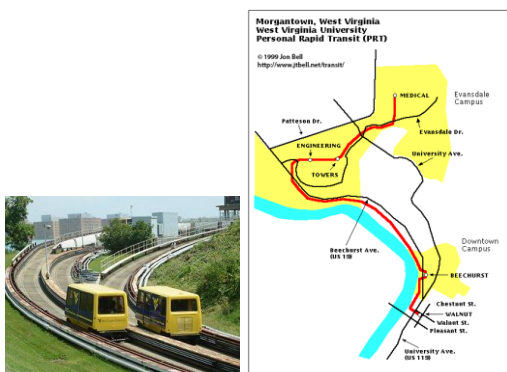 Morgantown, West Virginia
West Virginia University
Personal Rapid Transit (PRT)
© 1999 Jon Bell
http://www.jtbell.net/transit/
MEDICAL
Evansdale
Campus
Patteson Dr.
Evansdale Dr.
ENGINEERING
University Ave.
TOWERS
Beechurst Ave.
(US 19)
Downtown
Campus
BEECHURST
Chestnut St.
WALNUT
Walnut St.
Pleasant St.
University Ave.
(US 119)